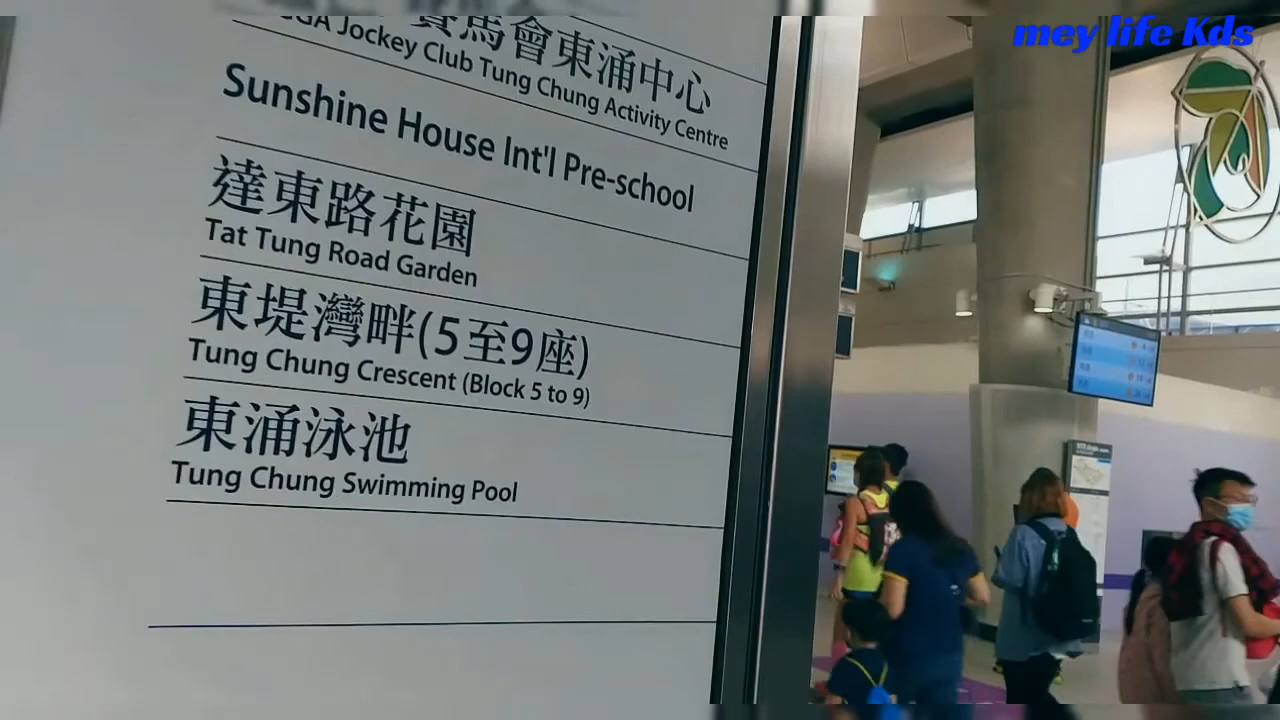 賽馬會東涌中心
Jockey Club Tung Chung Activity Centre
Sunshine House Int'l Pre-school
達東路花園
Tat Tung Road Garden
東堤灣畔(5至9座)
Tung Chung Crescent (Block 5 to 9)
東涌泳池
Tung Chung Swimming Pool
mey life Kds